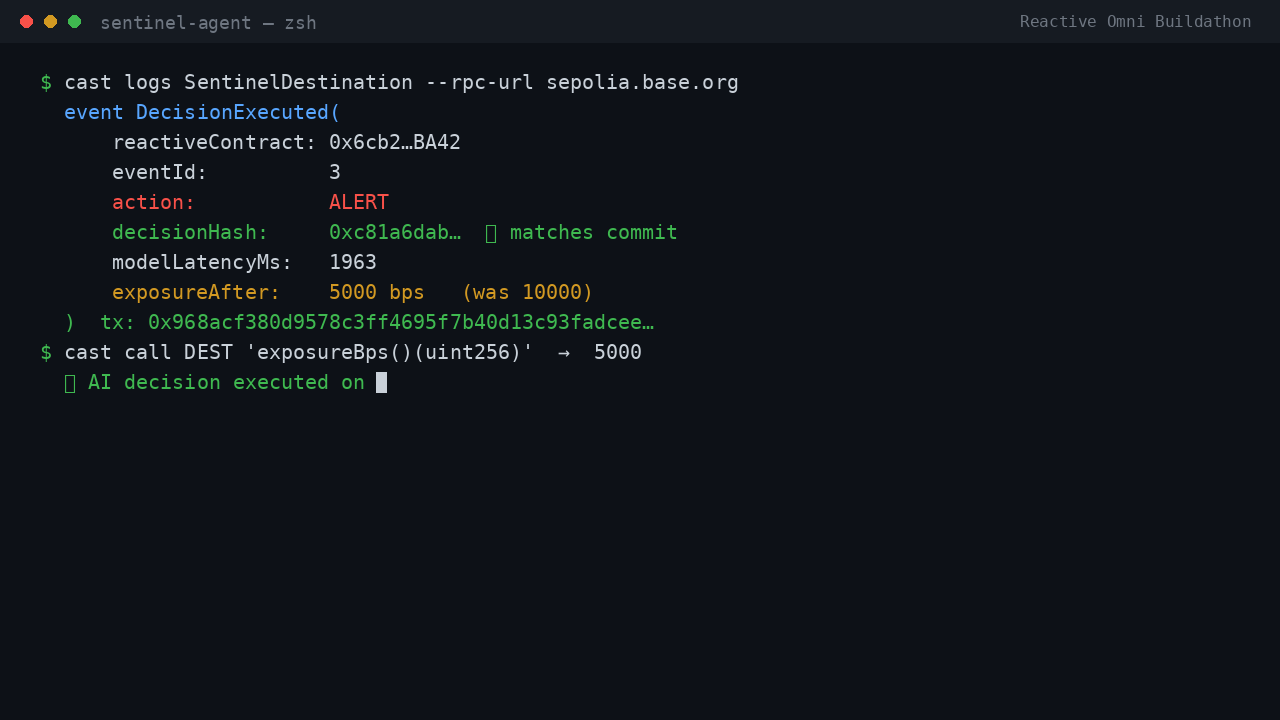 sentinel-agent — zsh
Reactive Omni Buildathon
$ cast logs SentinelDestination --rpc-url sepolia.base.org
event DecisionExecuted(
reactiveContract: 0x6cb2…BA42
eventId: 3
action: ALERT
decisionHash: 0xc81a6dab… ▯ matches commit
modelLatencyMs: 1963
exposureAfter: 5000 bps (was 10000)
) tx: 0x968acf380d9578c3ff4695f7b40d13c93fadcee…
$ cast call DEST 'exposureBps()(uint256)' → 5000
▯ AI decision executed on